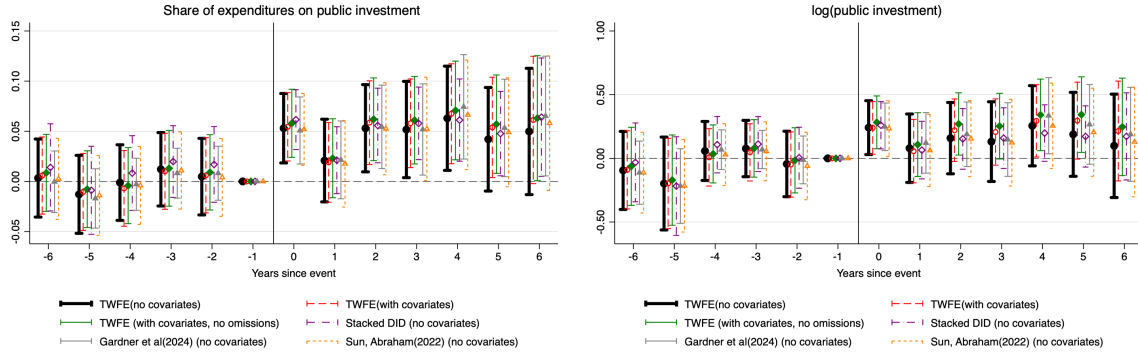 Share of expenditures on public investment
0.15
0.10
0.05
0.00
-0.05
-6 -5 -4 -3 -2 -1 0 1 2 3 4 5 6
Years since event
TWFE(no covariates) TWFE(with covariates)
TWFE (with covariates, no omissions) Stacked DID (no covariates)
Gardner et al(2024) (no covariates) Sun, Abraham(2022) (no covariates)
log(public investment)
1.00
0.50
0.00
-0.50
-6 -5 -4 -3 -2 -1 0 1 2 3 4 5 6
Years since event
TWFE(no covariates) TWFE(with covariates)
TWFE (with covariates, no omissions) Stacked DID (no covariates)
Gardner et al(2024) (no covariates) Sun, Abraham(2022) (no covariates)